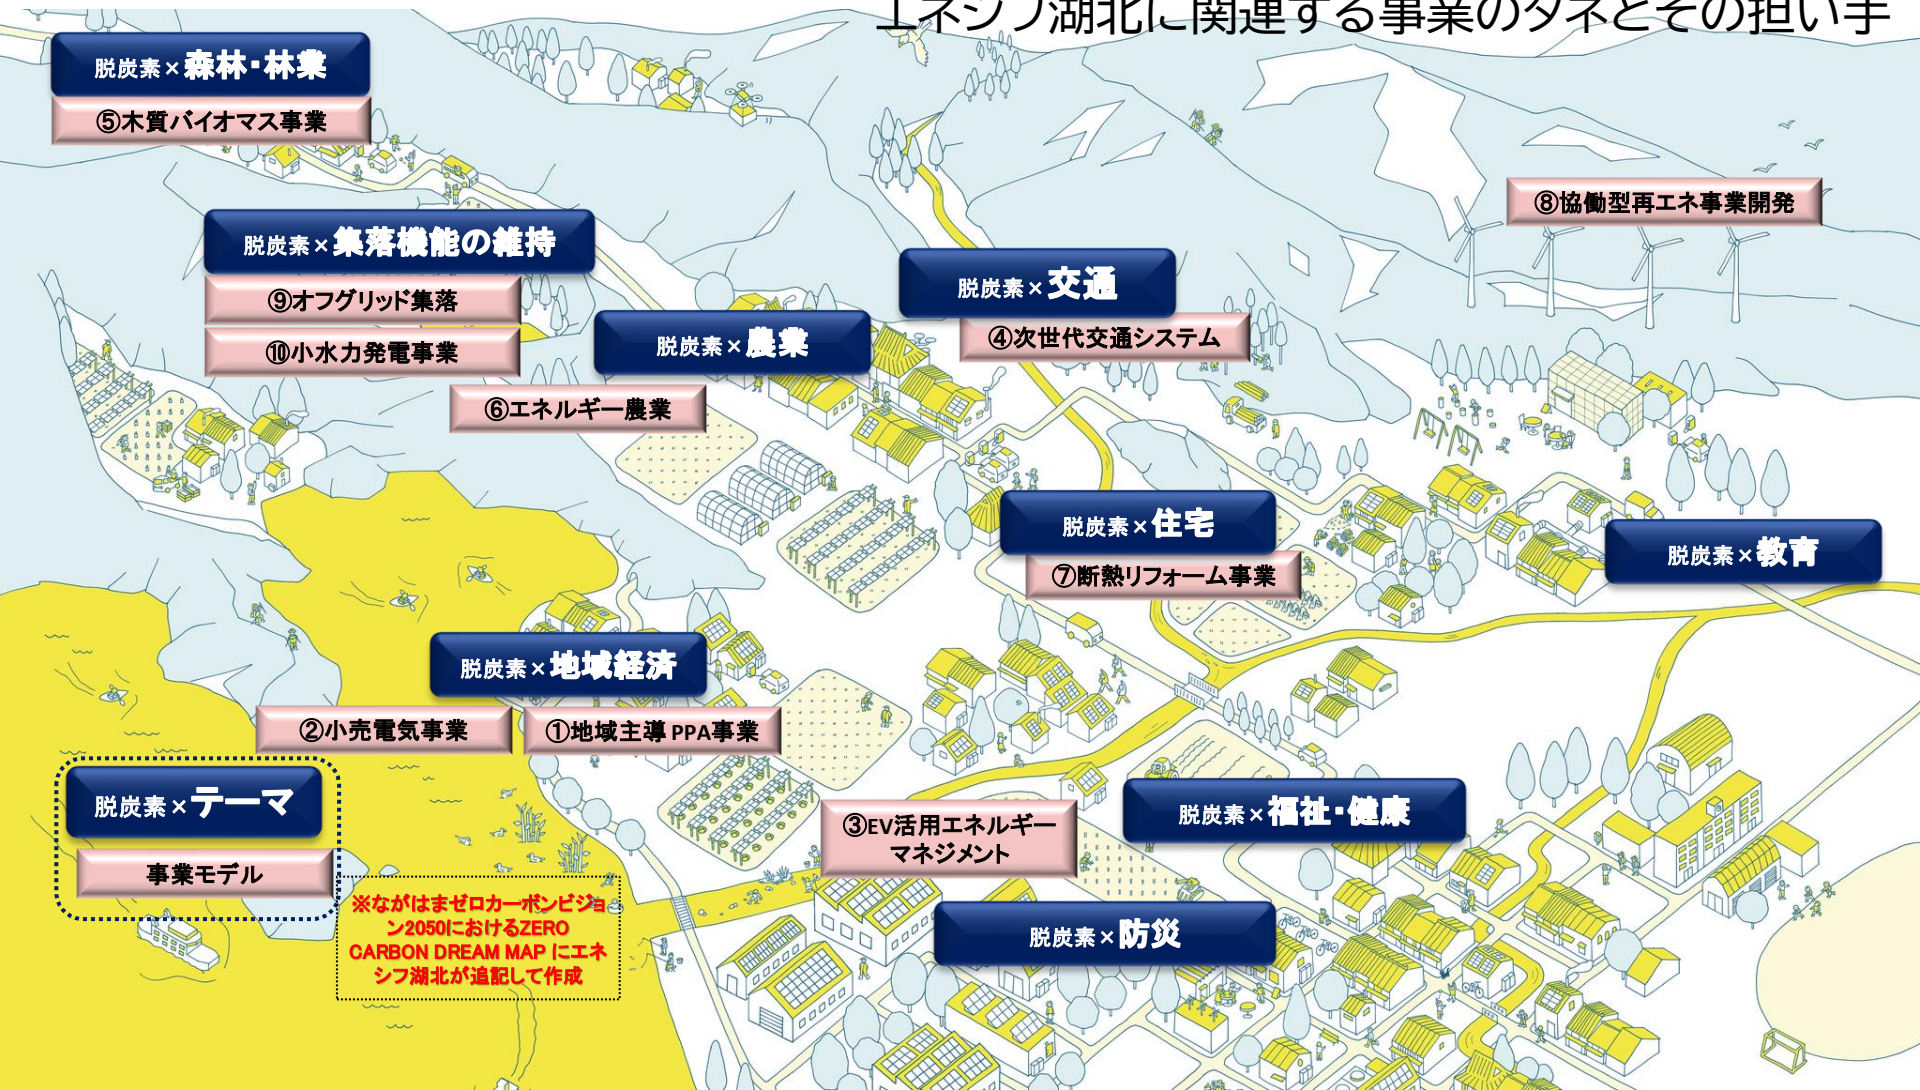 エネシフ湖北に関連する事業のタネとその担い手
脱炭素×森林・林業
⑤木質バイオマス事業
⑧協働型再エネ事業開発
脱炭素×集落機能の維持
⑨オフグリッド集落
⑩小水力発電事業
脱炭素×交通
④次世代交通システム
脱炭素×農業
⑥エネルギー農業
脱炭素×住宅
⑦断熱リフォーム事業
脱炭素×教育
脱炭素×地域経済
②小売電気事業
①地域主導 PPA事業
脱炭素×テーマ
事業モデル
③EV活用エネルギー
マネジメント
脱炭素×福祉・健康
脱炭素×防災
※ながはまゼロカーボンビジョ
ン2050におけるZERO
CARBON DREAM MAP にエネ
シフ湖北が追記して作成